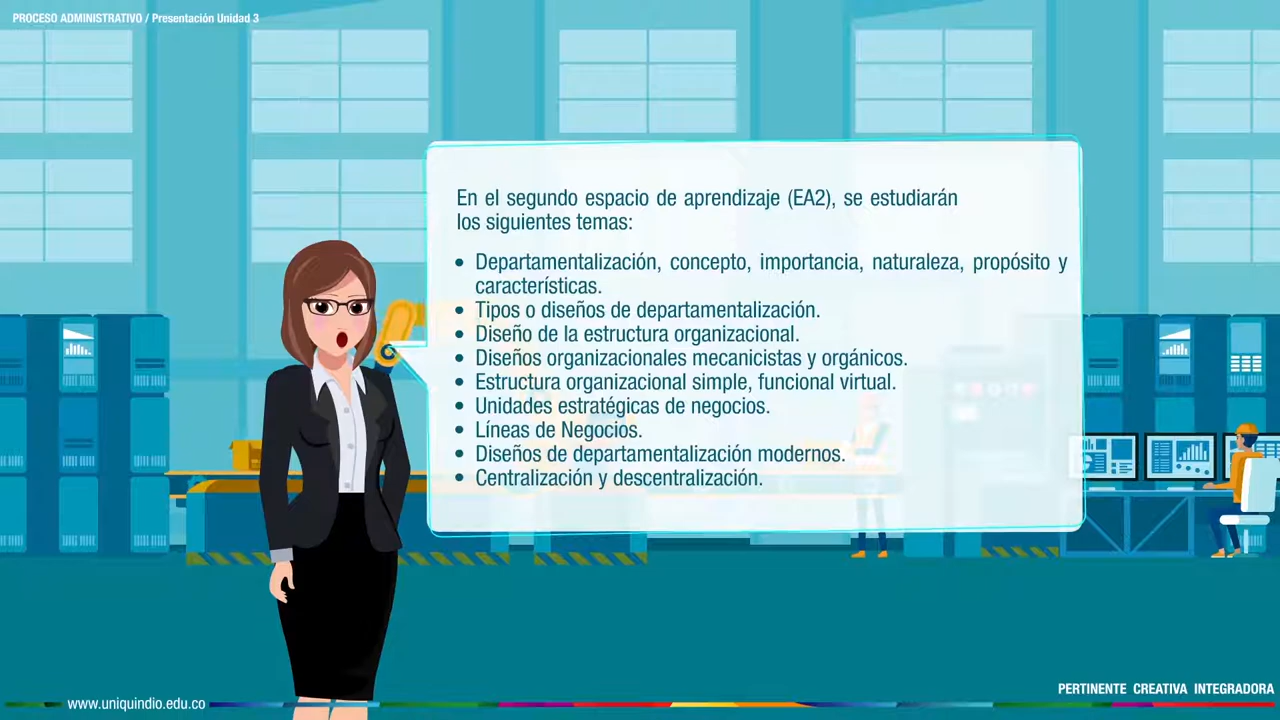 PROCESO ADMINISTRATIVO / Presentación Unidad 3
En el segundo espacio de aprendizaje (EA2), se estudiarán
los siguientes temas:
• Departamentalización, concepto, importancia, naturaleza, propósito y
características.
• Tipos o diseños de departamentalización.
• Diseño de la estructura organizacional.
• Diseños organizacionales mecanicistas y orgánicos.
• Estructura organizacional simple, funcional virtual.
• Unidades estratégicas de negocios.
• Líneas de Negocios.
• Diseños de departamentalización modernos.
• Centralización y descentralización.
PERTINENTE CREATIVA INTEGRADORA
www.uniquindio.edu.co